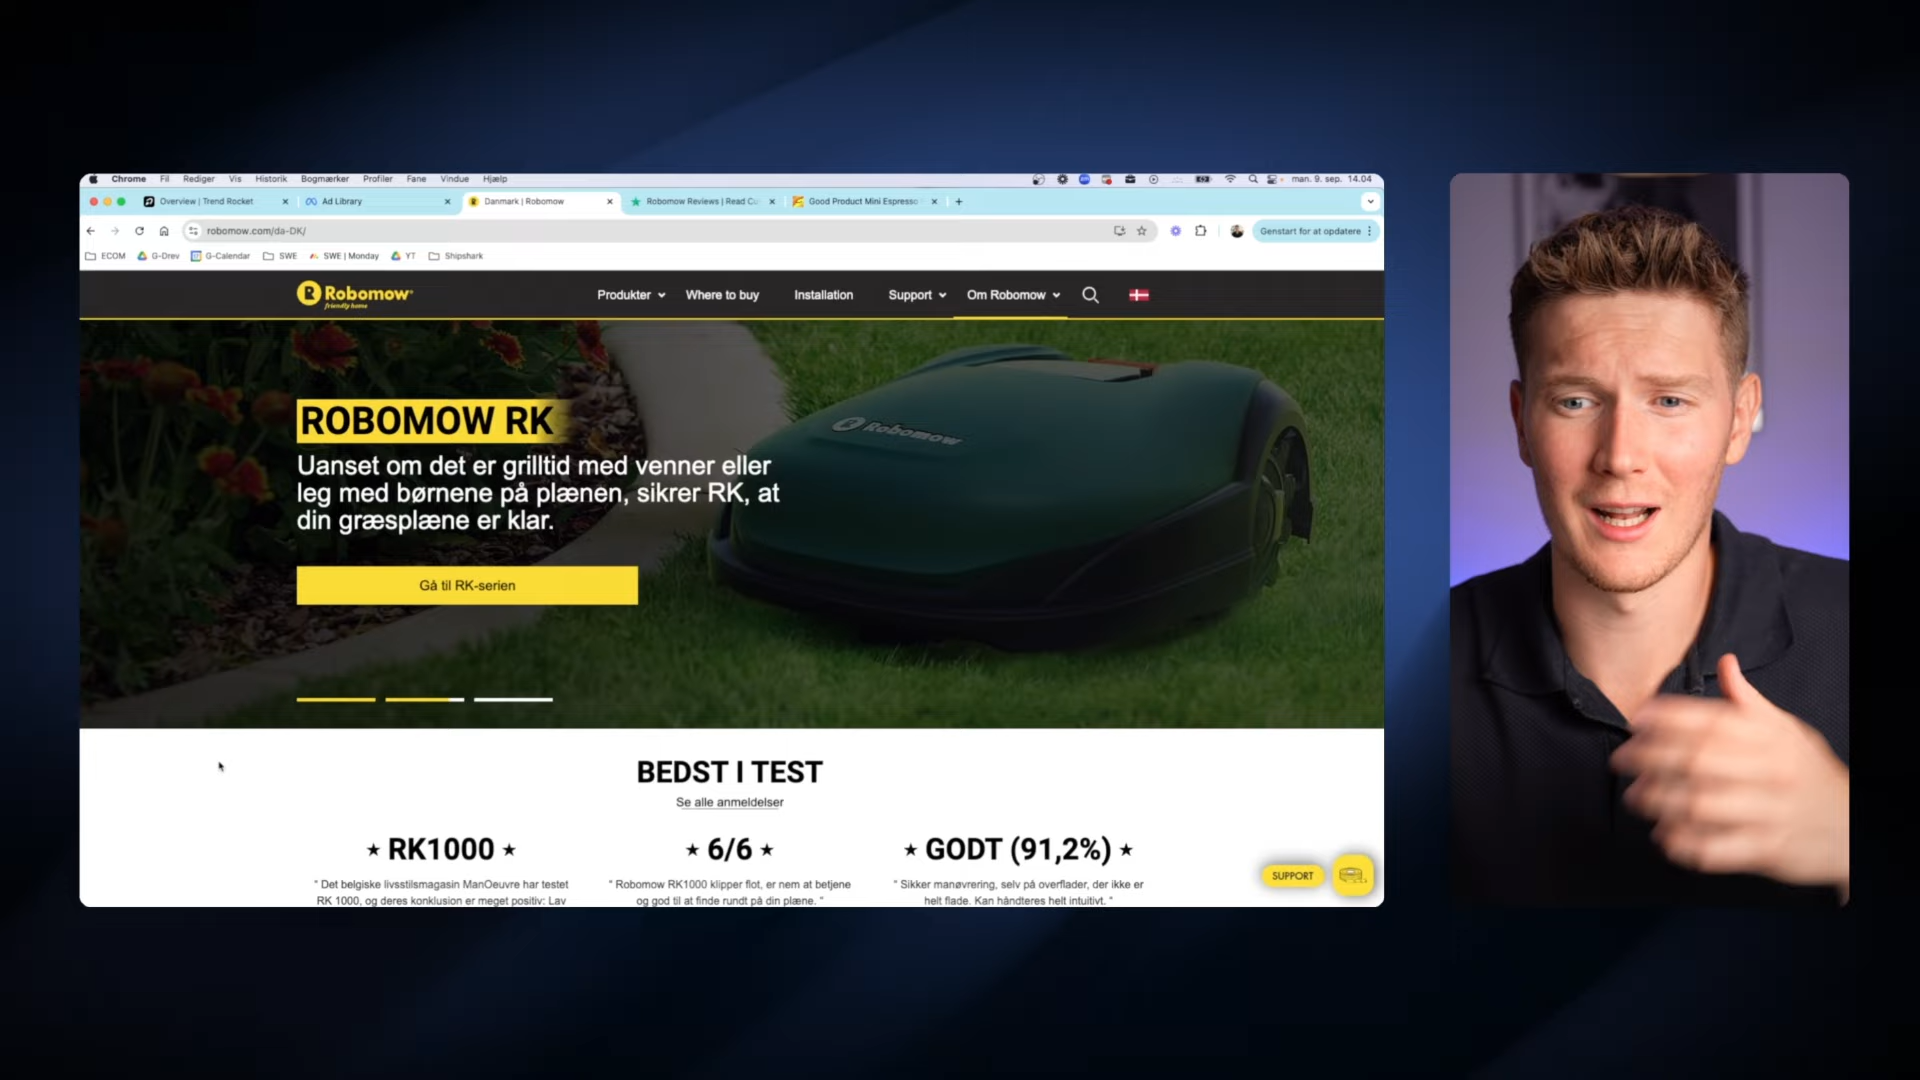 Chrome Fil Rediger Vis Historik Bogmærker Profiler Fane Vindue Hjælp man. 9. sep. 14.04
Overview | Trend Rocket Ad Library Danmark | Robomow Robomow Reviews | Read Cu Good Product Mini Espresso
robomow.com/da-DK/ Genstart for at opdatere
ECOM G-Drev G-Calendar SWE SWE | Monday YT Shipshark
Robomow
friendly home
Produkter Where to buy Installation Support Om Robomow
Robomow
ROBOMOW RK
Uanset om det er grilltid med venner eller
leg med børnene på plænen, sikrer RK, at
din græsplæne er klar.
Gå til RK-serien
BEDST I TEST
Se alle anmeldelser
★ RK1000 ★ ★ 6/6 ★ ★ GODT (91,2%) ★
" Det belgiske livsstilsmagasin ManOeuvre har testet
RK 1000, og deres konklusion er meget positiv: Lav
" Robomow RK1000 klipper flot, er nem at betjene
og god til at finde rundt på din plæne. "
" Sikker manøvrering, selv på overflader, der ikke er
helt flade. Kan håndteres helt intuitivt. "
SUPPORT